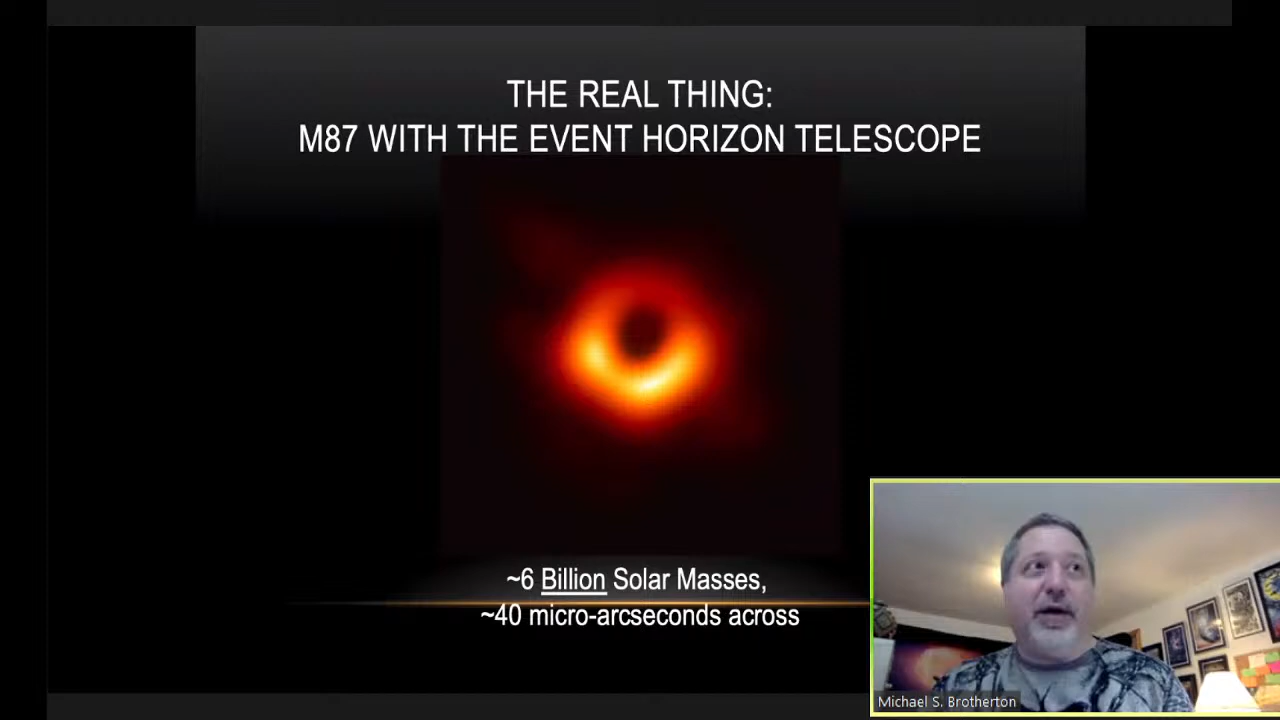 THE REAL THING:
M87 WITH THE EVENT HORIZON TELESCOPE
~6 Billion Solar Masses,
~40 micro-arcseconds across
Michael S. Brotherton